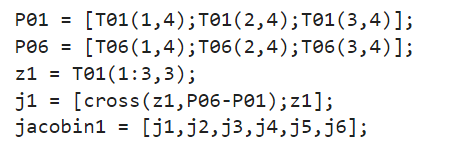 P01 = [T01(1,4);T01(2,4);T01(3,4)];
P06 = [T06(1,4);T06(2,4);T06(3,4)];
z1 = T01(1:3,3);
j1 = [cross(z1,P06-P01);z1];
jacobin1 = [j1,j2,j3,j4,j5,j6];